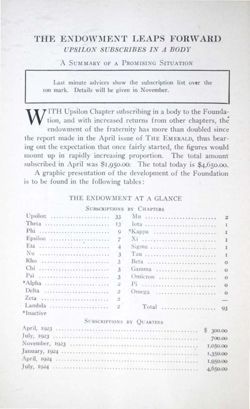 THE ENDOWMENT LEAPS FORWARD
UPSILON SUBSCRIBES IN A BODY
A SUMMARY OF A PROMISING SITUATION
Last minute advices show the subscription list over the
mark. Details will be given in November.
WITH Upsilon Chapter subscribing in a body to the Founda-
tion, and with increased returns from other chapters, the
endowment of the fraternity has more than doubled since
the report made in the April issue of THE EMERALD, thus bear-
ing out the expectation that once fairly started, the figures would
mount up in rapidly increasing proportion. The total amount
subscribed in April was $1,950.00. The total today is $4,650.00.
A graphic presentation of the development of the Foundation
is to be found in the following tables:
THE ENDOWMENT AT A GLANCE
SUBSCRIPTIONS BY CHAPTERS
Upsilon 33
Theta 13
Phi 9
Epsilon 7
Eta 4
Nu 3
Rho 3
Chi 3
Psi 3
*Alpha 2
Delta 2
Zeta 2
Lambda 2
*Inactive
Mu 2
Iota 1
*Kappa 1
Xi 1
Sigma 1
Tau 1
Beta 0
Gamma 0
Omicron 0
Pi 0
Omega 0
Total 93
SUBSCRIPTIONS BY QUARTERS
April, 1923 $ 300.00
July, 1923 700.00
November, 1923 1,050.00
January, 1924 1,350.00
April, 1924 1,950.00
July, 1924 4,650.00